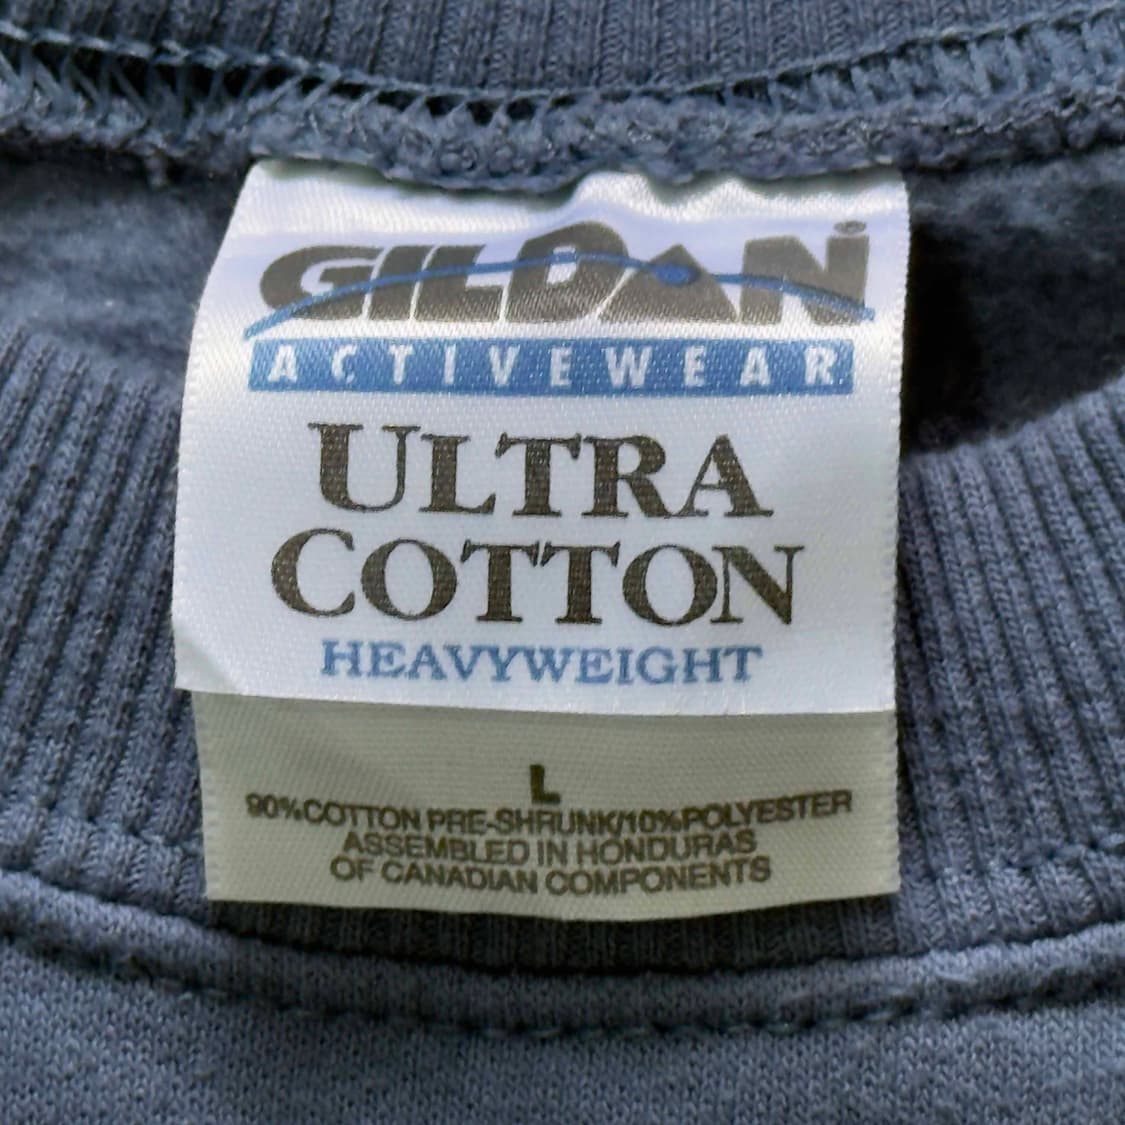 GILDAN®
ACTIVEWEAR
ULTRA
COTTON
HEAVYWEIGHT
L
90%COTTON PRE-SHRUNK/10%POLYESTER
ASSEMBLED IN HONDURAS
OF CANADIAN COMPONENTS